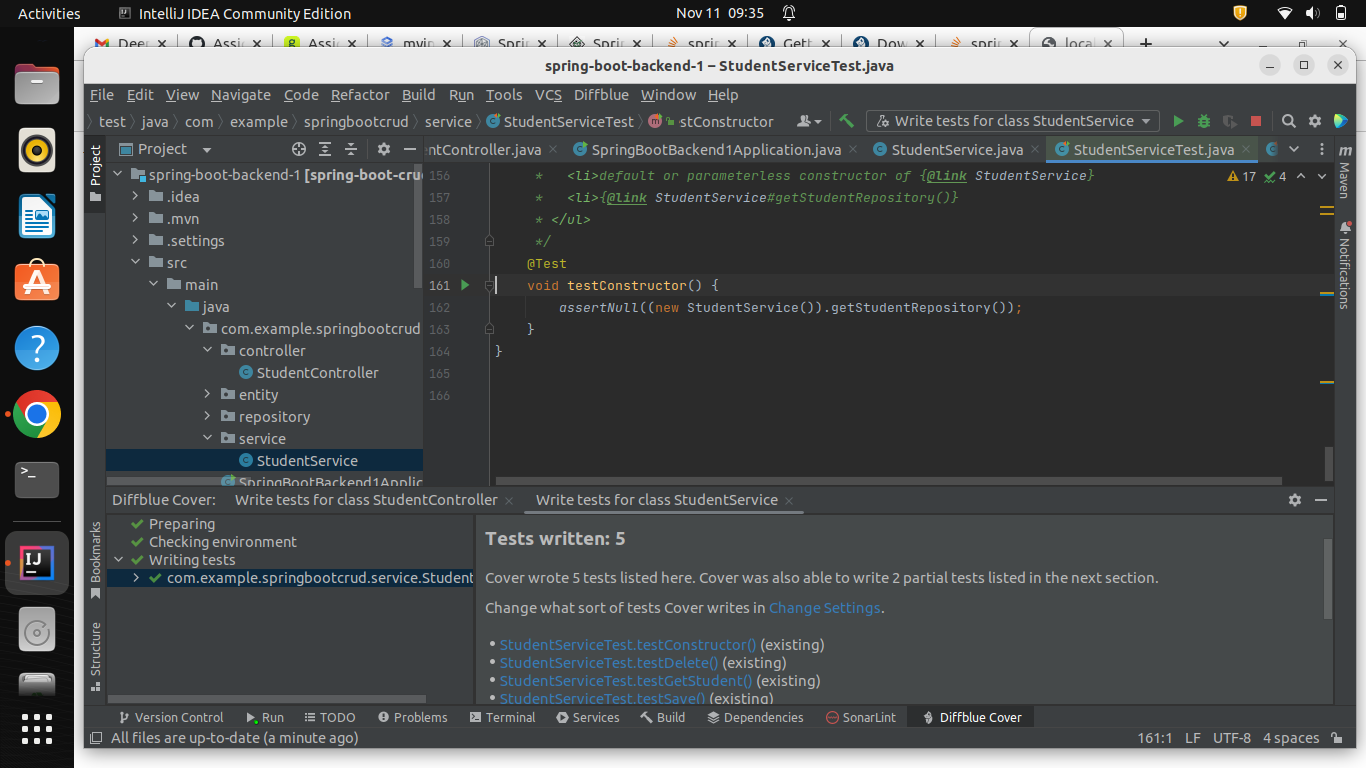 Activities IntelliJ IDEA Community Edition Nov 11 09:35
Deep Assig Assig myin Sprin Sprin sprin Gett Dow sprin local
spring-boot-backend-1 – StudentServiceTest.java
File Edit View Navigate Code Refactor Build Run Tools VCS Diffblue Window Help
test java com example springbootcrud service StudentServiceTest stConstructor Write tests for class StudentService
Project
entController.java SpringBootBackend1Application.java StudentService.java StudentServiceTest.java
spring-boot-backend-1 [spring-boot-cru
.idea
.mvn
.settings
src
main
java
com.example.springbootcrud
controller
StudentController
entity
repository
service
StudentService
SpringBootBackend1Applic
156 * <li>default or parameterless constructor of {@link StudentService}
157 * <li>{@link StudentService#getStudentRepository()}
158 * </ul>
159 */
160 @Test
161 void testConstructor() {
162 assertNull((new StudentService()).getStudentRepository());
163 }
164 }
165
166
17 4
Project
Bookmarks
Structure
Maven
Notifications
Diffblue Cover: Write tests for class StudentController Write tests for class StudentService
Preparing
Checking environment
Writing tests
com.example.springbootcrud.service.Student
Tests written: 5
Cover wrote 5 tests listed here. Cover was also able to write 2 partial tests listed in the next section.
Change what sort of tests Cover writes in Change Settings.
• StudentServiceTest.testConstructor() (existing)
• StudentServiceTest.testDelete() (existing)
• StudentServiceTest.testGetStudent() (existing)
• StudentServiceTest.testSave() (existing)
Version Control Run TODO Problems Terminal Services Build Dependencies SonarLint Diffblue Cover
All files are up-to-date (a minute ago) 161:1 LF UTF-8 4 spaces